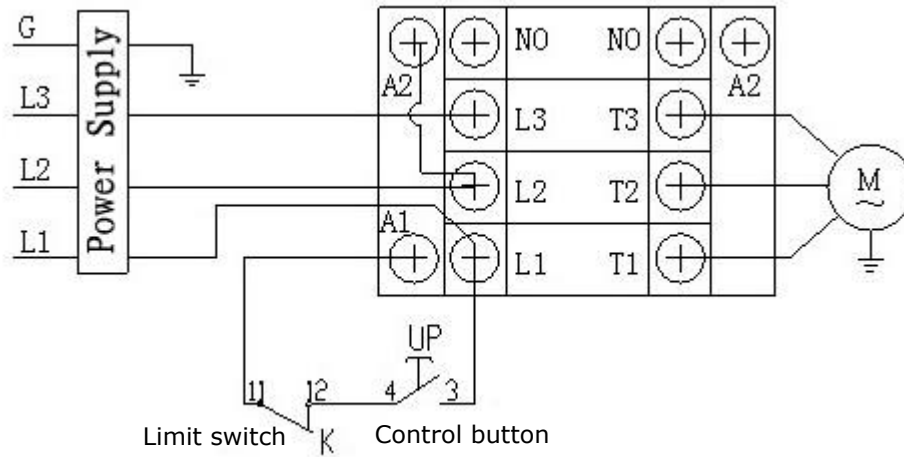 G
L3
L2
L1
Power Supply
A2
NO
NO
A2
L3
T3
L2
T2
A1
L1
T1
M
~
UP
11
12
4
3
K
Limit switch
Control button